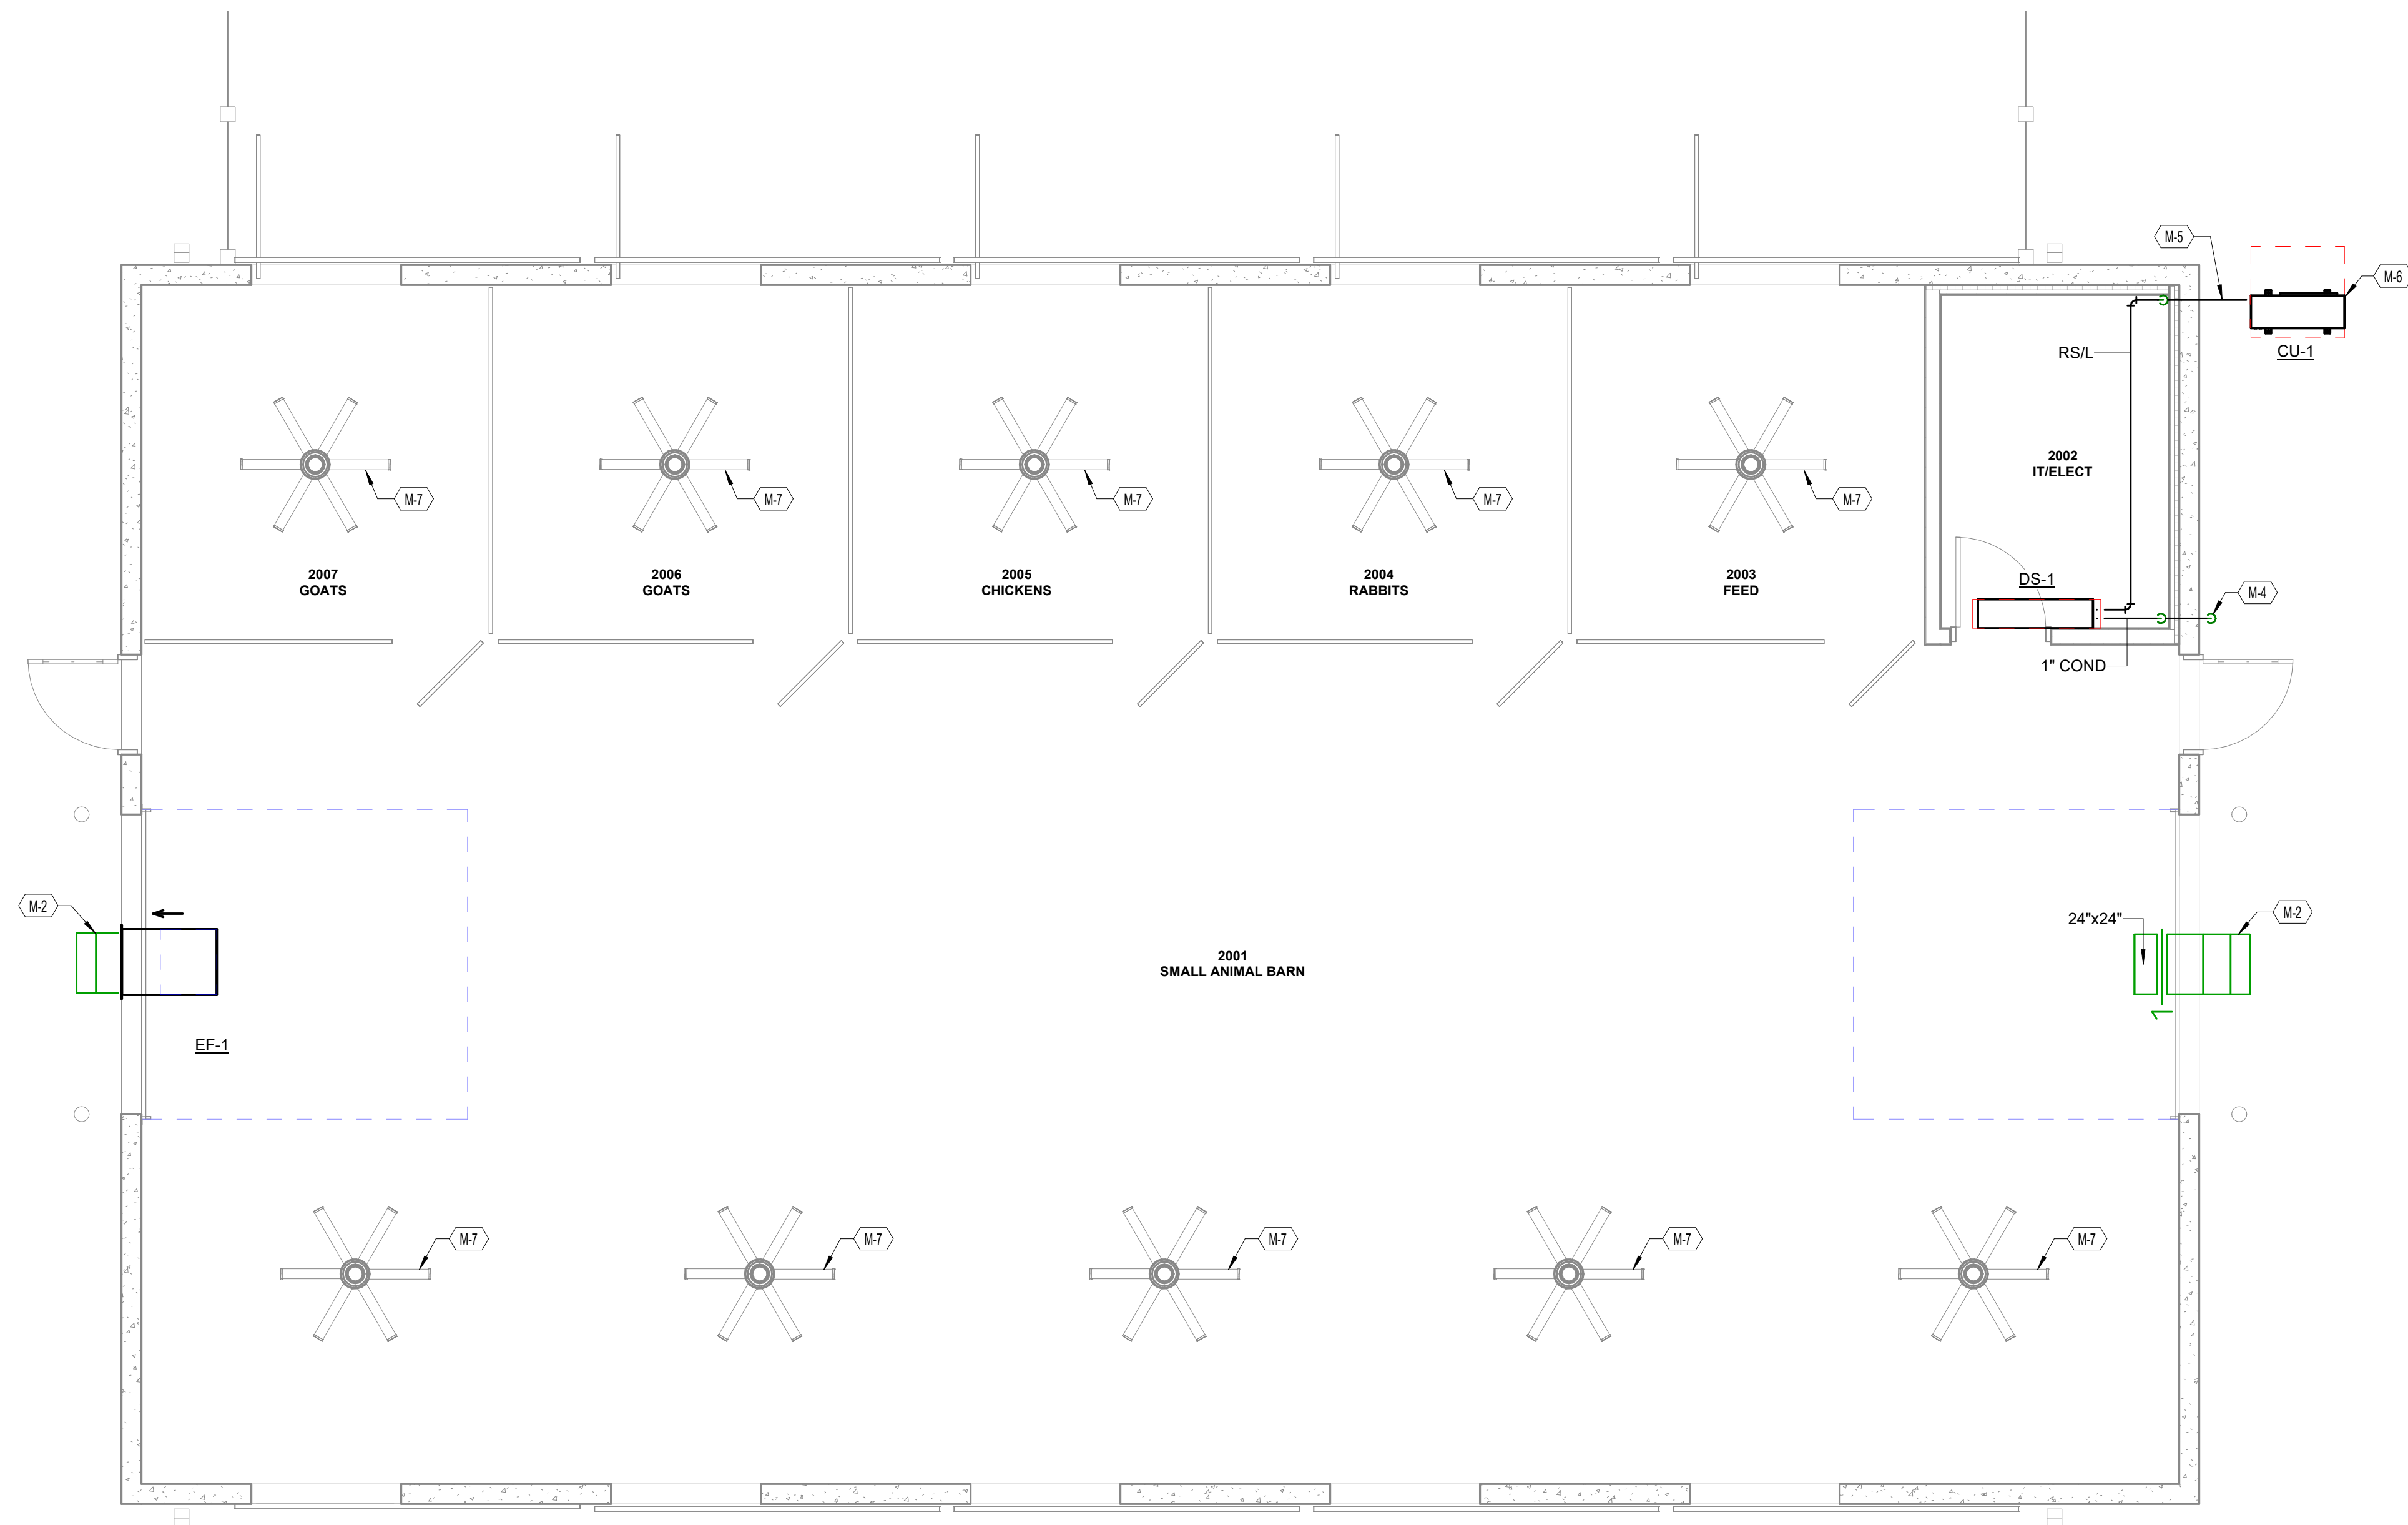 M-5
M-6
CU-1
RS/L
2002
IT/ELECT
M-7
M-7
M-7
M-7
M-7
2007
GOATS
2006
GOATS
2005
CHICKENS
2004
RABBITS
2003
FEED
DS-1
M-4
1" COND
M-2
24"x24"
M-2
2001
SMALL ANIMAL BARN
1
EF-1
M-7
M-7
M-7
M-7
M-7